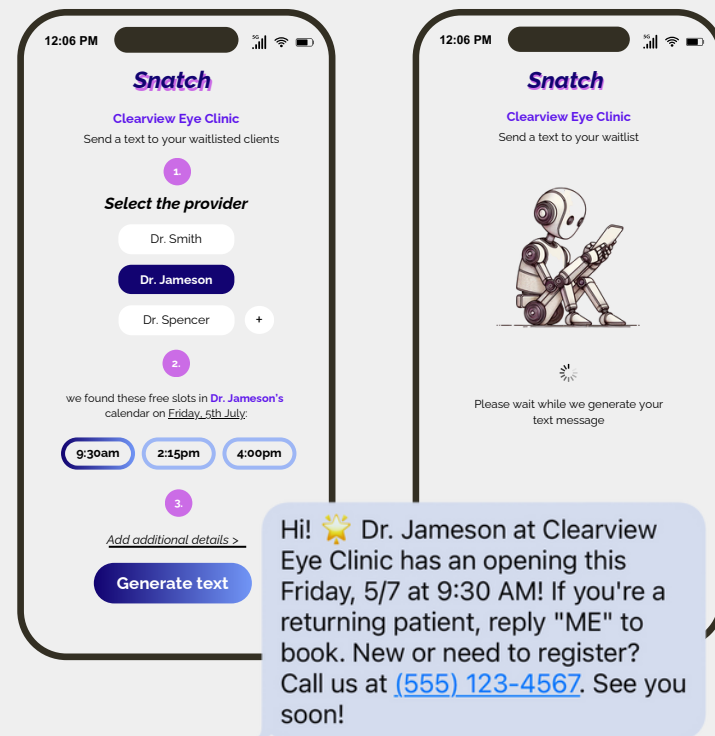 12:06 PM
5G
Snatch
Clearview Eye Clinic
Send a text to your waitlisted clients
1.
Select the provider
Dr. Smith
Dr. Jameson
Dr. Spencer
+
2.
we found these free slots in Dr. Jameson's
calendar on Friday, 5th July:
9:30am 2:15pm 4:00pm
3.
Add additional details >
Generate text
12:06 PM
5G
Snatch
Clearview Eye Clinic
Send a text to your waitlist
Please wait while we generate your
text message
Hi! 🌟 Dr. Jameson at Clearview
Eye Clinic has an opening this
Friday, 5/7 at 9:30 AM! If you're a
returning patient, reply "ME" to
book. New or need to register?
Call us at (555) 123-4567. See you
soon!